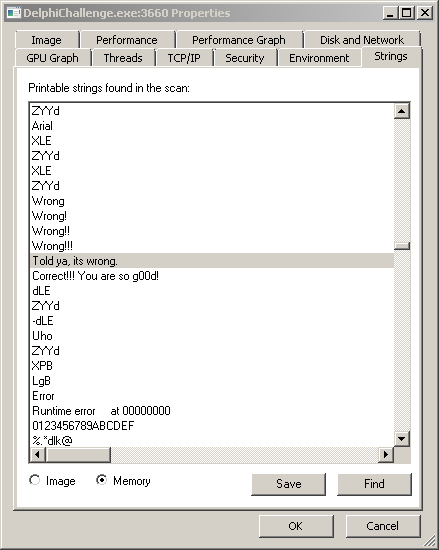 DelphiChallenge.exe:3660 Properties
Image Performance Performance Graph Disk and Network
GPU Graph Threads TCP/IP Security Environment Strings
Printable strings found in the scan:
ZYYd
Arial
XLE
ZYYd
XLE
ZYYd
Wrong
Wrong!
Wrong!!
Wrong!!!
Told ya, its wrong.
Correct!!! You are so g00d!
dLE
ZYYd
-dLE
Uho
ZYYd
XPB
LgB
Error
Runtime error     at 00000000
0123456789ABCDEF
%.*dlk@
Image Memory Save Find
OK Cancel